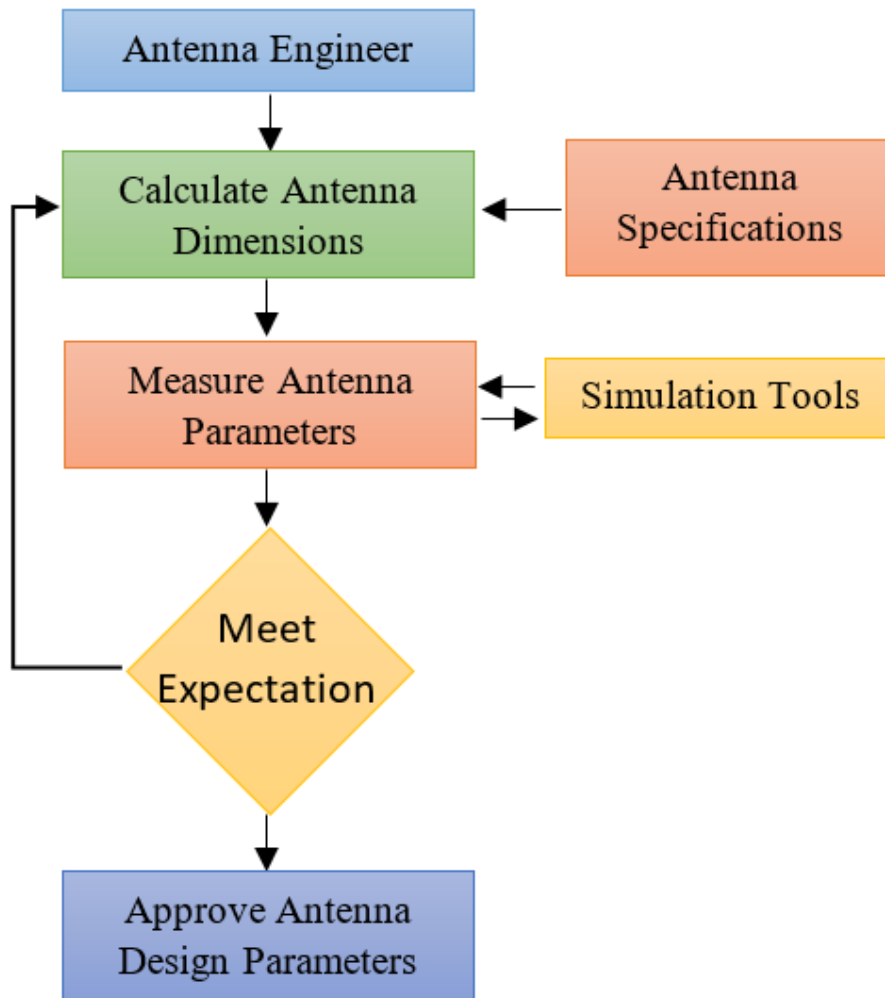 Antenna Engineer
Calculate Antenna
Dimensions
Antenna
Specifications
Measure Antenna
Parameters
Simulation Tools
Meet
Expectation
Approve Antenna
Design Parameters